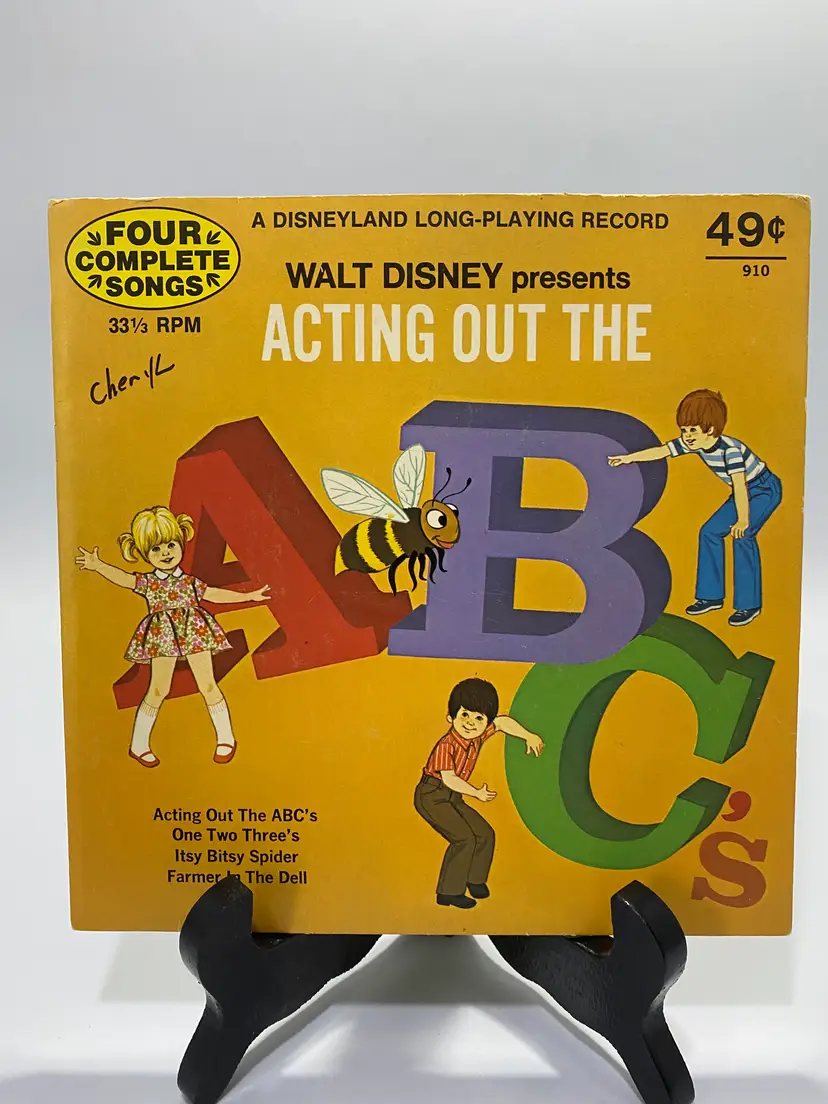 FOUR
COMPLETE
SONGS
33⅓ RPM
A DISNEYLAND LONG-PLAYING RECORD
49¢
910
WALT DISNEY presents
ACTING OUT THE
Cheryl
A B C's
Acting Out The ABC's
One Two Three's
Itsy Bitsy Spider
Farmer In The Dell